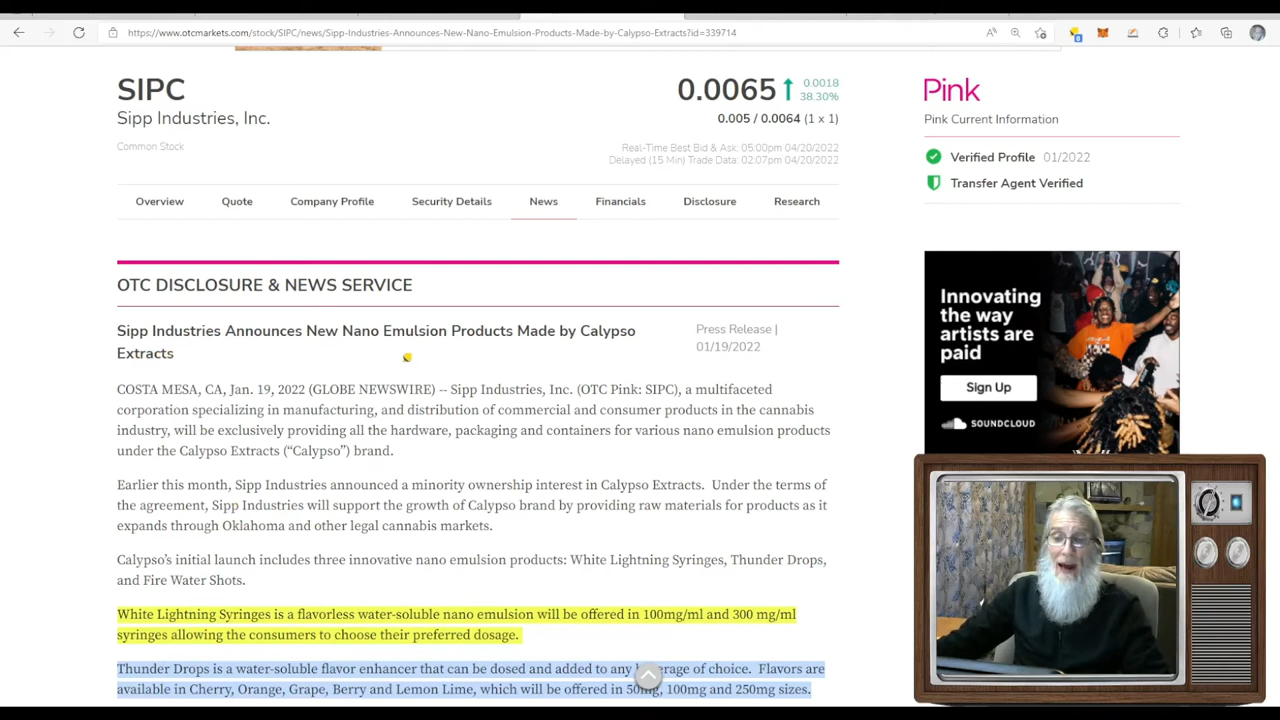 https://www.otcmarkets.com/stock/SIPC/news/Sipp-Industries-Announces-New-Nano-Emulsion-Products-Made-by-Calypso-Extracts?id=339714
SIPC
Sipp Industries, Inc.
Common Stock
0.0065
0.0018
38.30%
0.005 / 0.0064 (1 x 1)
Real-Time Best Bid & Ask: 05:00pm 04/20/2022
Delayed (15 Min) Trade Data: 02:07pm 04/20/2022
Pink
Pink Current Information
Verified Profile 01/2022
Transfer Agent Verified
Overview Quote Company Profile Security Details News Financials Disclosure Research
OTC DISCLOSURE & NEWS SERVICE
Sipp Industries Announces New Nano Emulsion Products Made by Calypso
Extracts
Press Release |
01/19/2022
COSTA MESA, CA, Jan. 19, 2022 (GLOBE NEWSWIRE) -- Sipp Industries, Inc. (OTC Pink: SIPC), a multifaceted
corporation specializing in manufacturing, and distribution of commercial and consumer products in the cannabis
industry, will be exclusively providing all the hardware, packaging and containers for various nano emulsion products
under the Calypso Extracts (“Calypso”) brand.
Earlier this month, Sipp Industries announced a minority ownership interest in Calypso Extracts.  Under the terms of
the agreement, Sipp Industries will support the growth of Calypso brand by providing raw materials for products as it
expands through Oklahoma and other legal cannabis markets.
Calypso’s initial launch includes three innovative nano emulsion products: White Lightning Syringes, Thunder Drops,
and Fire Water Shots.
White Lightning Syringes is a flavorless water-soluble nano emulsion will be offered in 100mg/ml and 300 mg/ml
syringes allowing the consumers to choose their preferred dosage.
Thunder Drops is a water-soluble flavor enhancer that can be dosed and added to any beverage of choice.  Flavors are
available in Cherry, Orange, Grape, Berry and Lemon Lime, which will be offered in 50mg, 100mg and 250mg sizes.
Innovating
the way
artists are
paid
Sign Up
SOUNDCLOUD